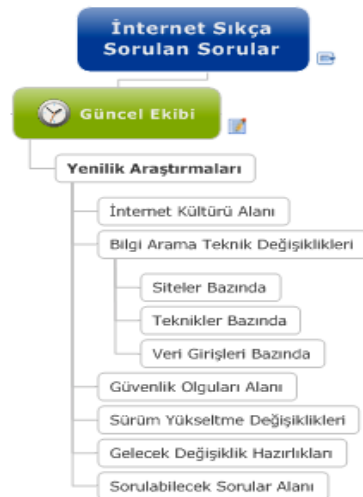 İnternet Sıkça
Sorulan Sorular
Güncel Ekibi
Yenilik Araştırmaları
İnternet Kültürü Alanı
Bilgi Arama Teknik Değişiklikleri
Siteler Bazında
Teknikler Bazında
Veri Girişleri Bazında
Güvenlik Olguları Alanı
Sürüm Yükseltme Değişiklikleri
Gelecek Değişiklik Hazırlıkları
Sorulabilecek Sorular Alanı